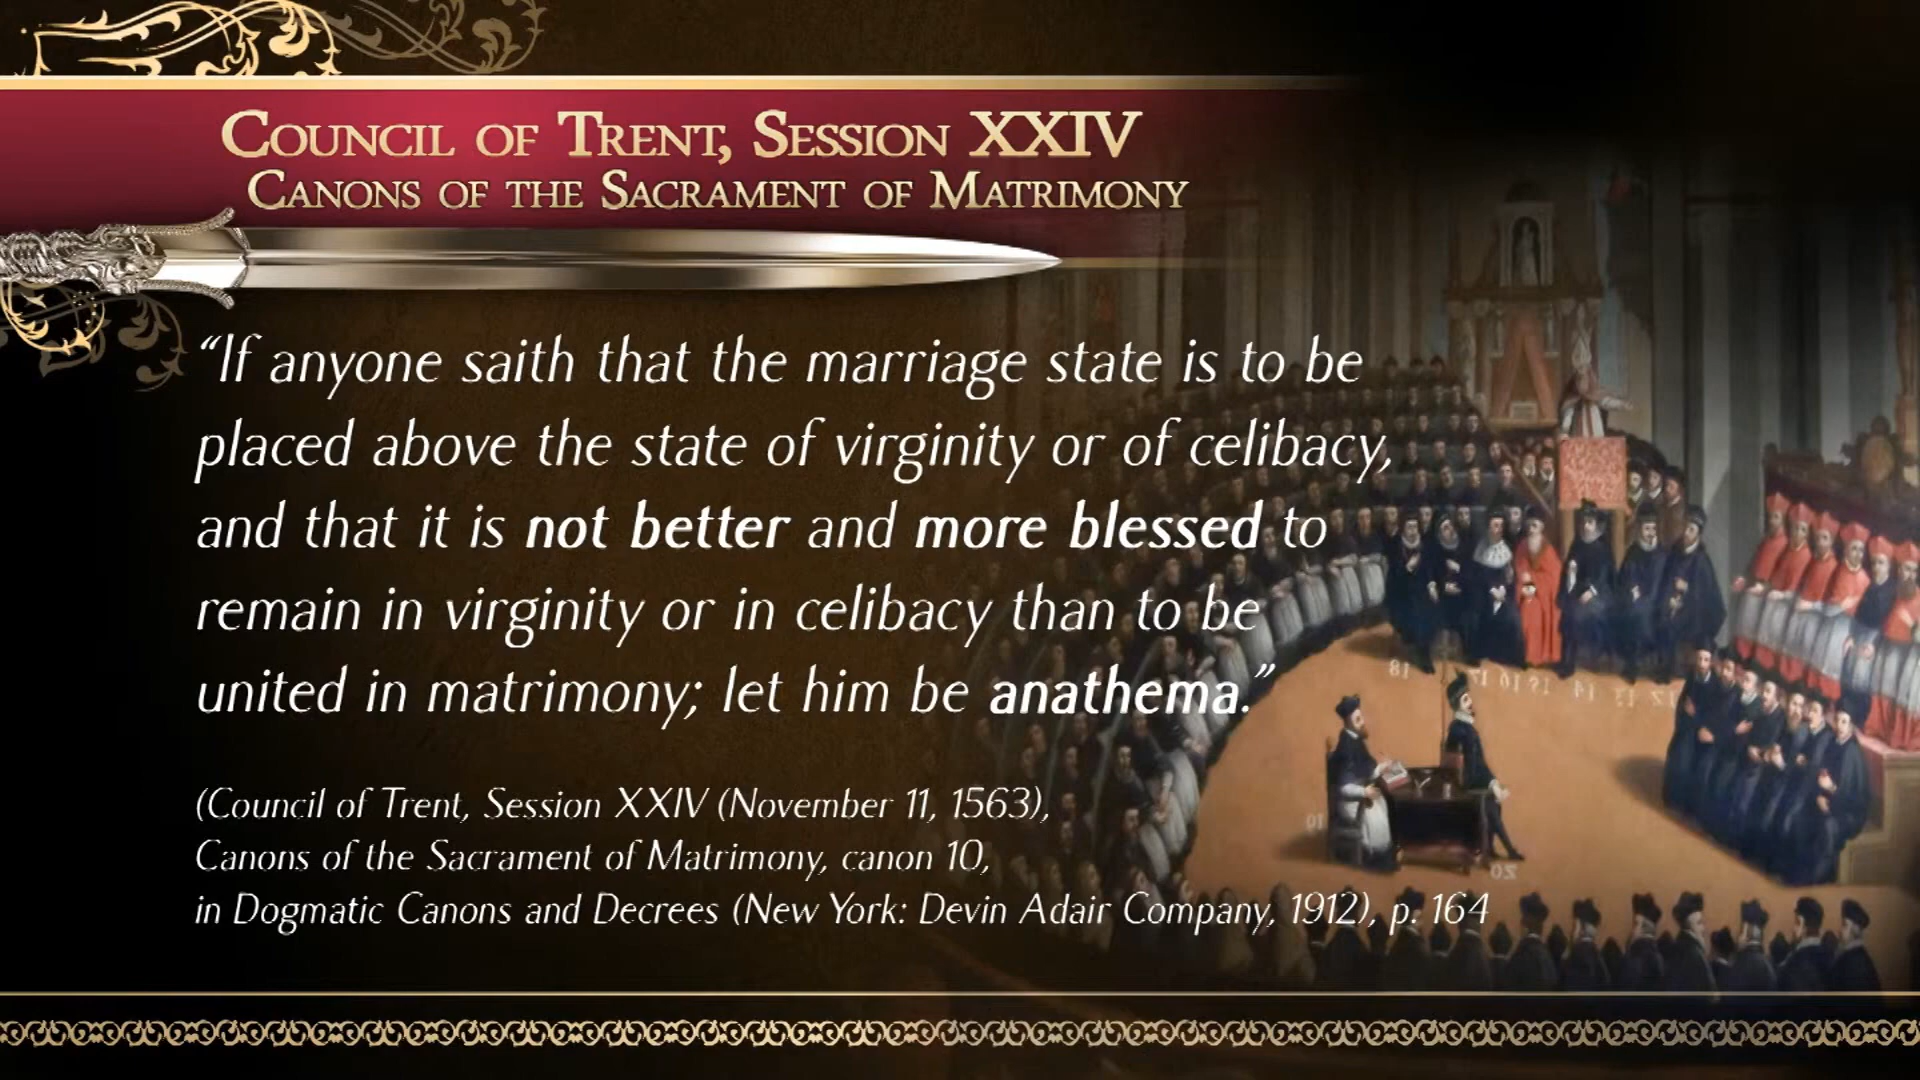 Council of Trent, Session XXIV
Canons of the Sacrament of Matrimony
“If anyone saith that the marriage state is to be
placed above the state of virginity or of celibacy,
and that it is not better and more blessed to
remain in virginity or in celibacy than to be
united in matrimony; let him be anathema.”
(Council of Trent, Session XXIV (November 11, 1563),
Canons of the Sacrament of Matrimony, canon 10,
in Dogmatic Canons and Decrees (New York: Devin Adair Company, 1912), p. 164